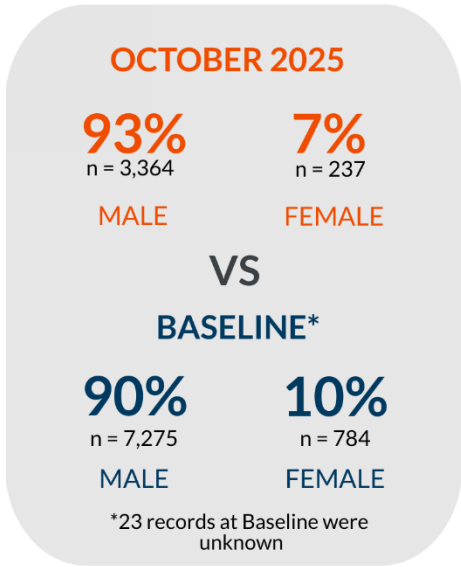 OCTOBER 2025
93% 7%
n = 3,364 n = 237
MALE FEMALE
VS
BASELINE*
90% 10%
n = 7,275 n = 784
MALE FEMALE
*23 records at Baseline were
unknown